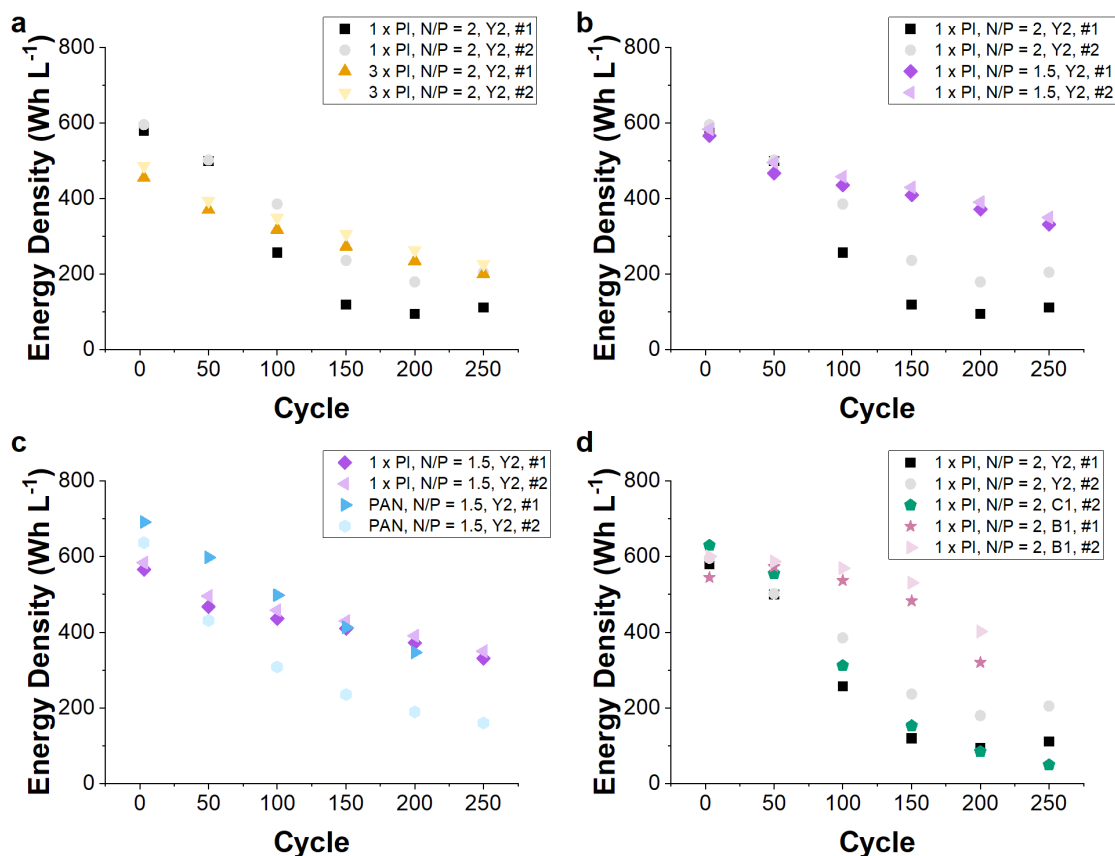 a
1 x PI, N/P = 2, Y2, #1
1 x PI, N/P = 2, Y2, #2
3 x PI, N/P = 2, Y2, #1
3 x PI, N/P = 2, Y2, #2
Energy Density (Wh L⁻¹)
800
600
400
200
0
0 50 100 150 200 250
Cycle
b
1 x PI, N/P = 2, Y2, #1
1 x PI, N/P = 2, Y2, #2
1 x PI, N/P = 1.5, Y2, #1
1 x PI, N/P = 1.5, Y2, #2
Energy Density (Wh L⁻¹)
800
600
400
200
0
0 50 100 150 200 250
Cycle
c
1 x PI, N/P = 1.5, Y2, #1
1 x PI, N/P = 1.5, Y2, #2
PAN, N/P = 1.5, Y2, #1
PAN, N/P = 1.5, Y2, #2
Energy Density (Wh L⁻¹)
800
600
400
200
0
0 50 100 150 200 250
Cycle
d
1 x PI, N/P = 2, Y2, #1
1 x PI, N/P = 2, Y2, #2
1 x PI, N/P = 2, C1, #2
1 x PI, N/P = 2, B1, #1
1 x PI, N/P = 2, B1, #2
Energy Density (Wh L⁻¹)
800
600
400
200
0
0 50 100 150 200 250
Cycle